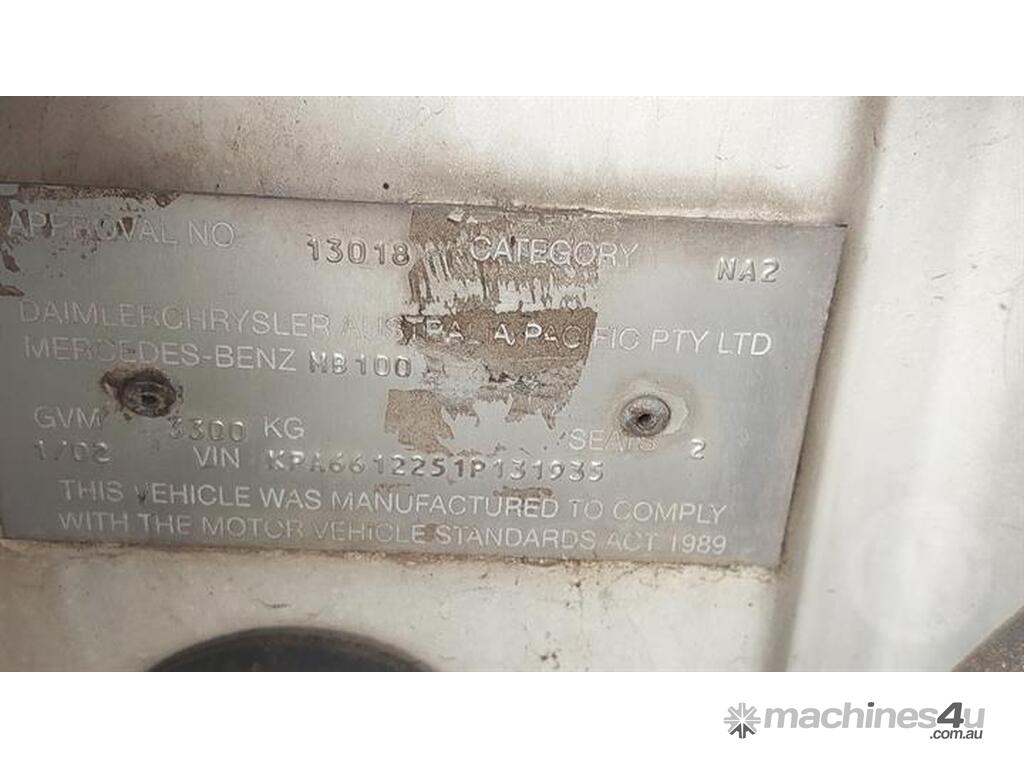 APPROVAL NO 13018 CATEGORY NA2
DAIMLERCHRYSLER AUSTRALIA PACIFIC PTY LTD
MERCEDES-BENZ MB100
GVM 3300 KG SEATS 2
1/02 VIN KPA6612251P131935
THIS VEHICLE WAS MANUFACTURED TO COMPLY
WITH THE MOTOR VEHICLE STANDARDS ACT 1989
machines4u
.com.au